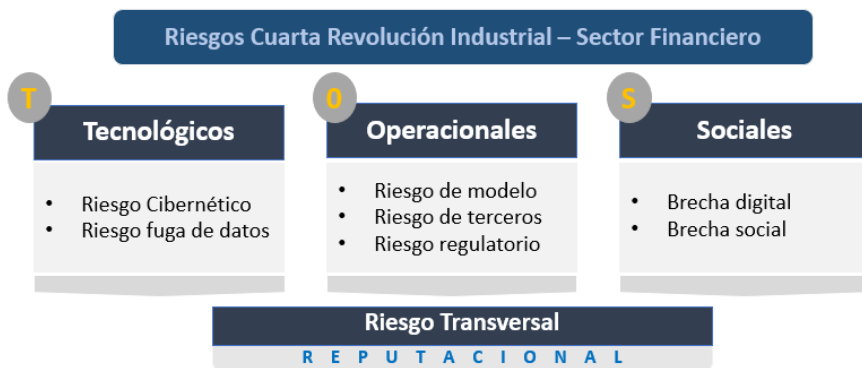 Riesgos Cuarta Revolución Industrial – Sector Financiero
T
Tecnológicos
• Riesgo Cibernético
• Riesgo fuga de datos
0
Operacionales
• Riesgo de modelo
• Riesgo de terceros
• Riesgo regulatorio
S
Sociales
• Brecha digital
• Brecha social
Riesgo Transversal
R E P U T A C I O N A L